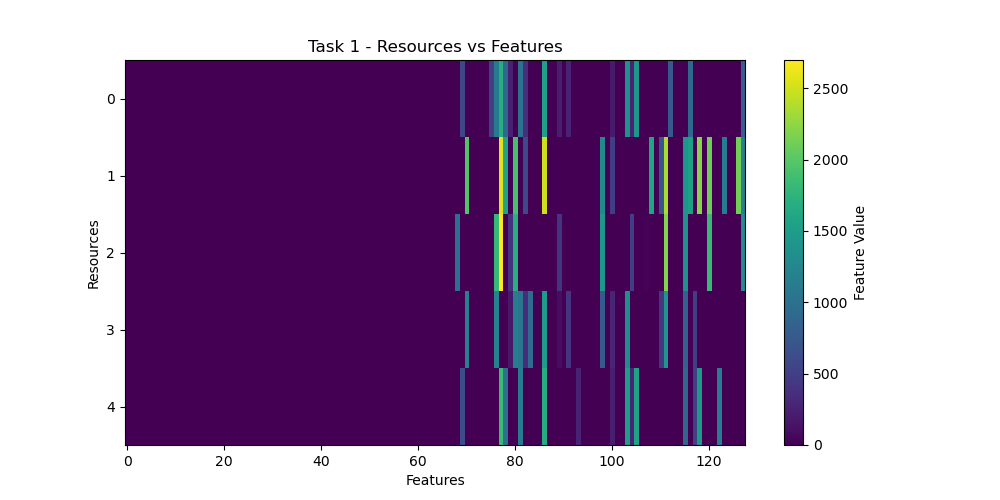 Task 1 - Resources vs Features
0
1
2
3
4
Resources
0 20 40 60 80 100 120
Features
2500
2000
1500
1000
500
0
Feature Value